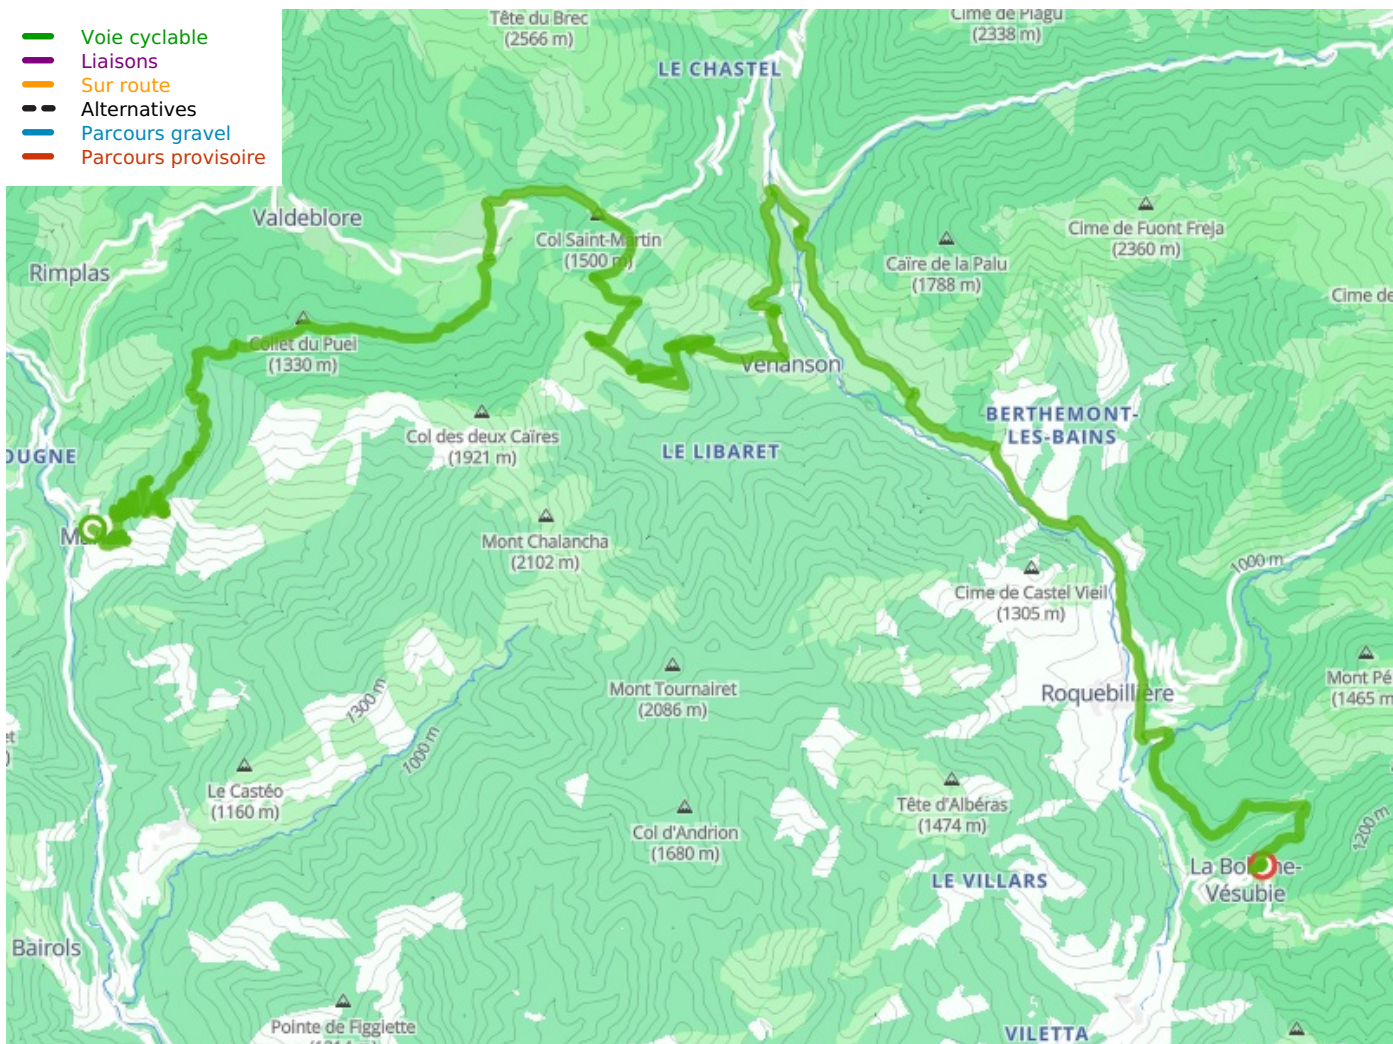 Voie cyclable
Liaisons
Sur route
Alternatives
Parcours gravel
Parcours provisoire
Tête du Brec
(2566 m)
Cime de Piagu
(2338 m)
LE CHASTEL
Valdeblore
Rimplas
Col Saint-Martin
(1500 m)
Caïre de la Palu
(1788 m)
Cime de Fuont Freja
(2360 m)
Cime de
Collet du Puei
(1330 m)
Venanson
Col des deux Caïres
(1921 m)
LE LIBARET
BERTHEMONT-
LES-BAINS
OUGNE
Mont Chalancha
(2102 m)
Cime de Castel Vieil
(1305 m)
1000 m
Mont Tournairet
(2086 m)
Roquebillière
Mont Pé
(1465 m
1300 m
1000 m
Le Castéo
(1160 m)
Col d'Andrion
(1680 m)
Tête d'Albéras
(1474 m)
1200 m
LE VILLARS
Vésubie
Bairols
Pointe de Figgiette
VILETTA